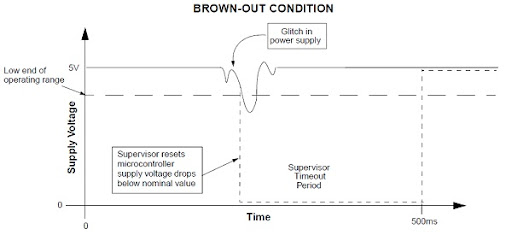 BROWN-OUT CONDITION
Glitch in
power supply
5V
Low end of
operating range
Supply Voltage
Supervisor resets
microcontroller
supply voltage drops
below nominal value
Supervisor
Timeout
Period
0
0
Time
500ms